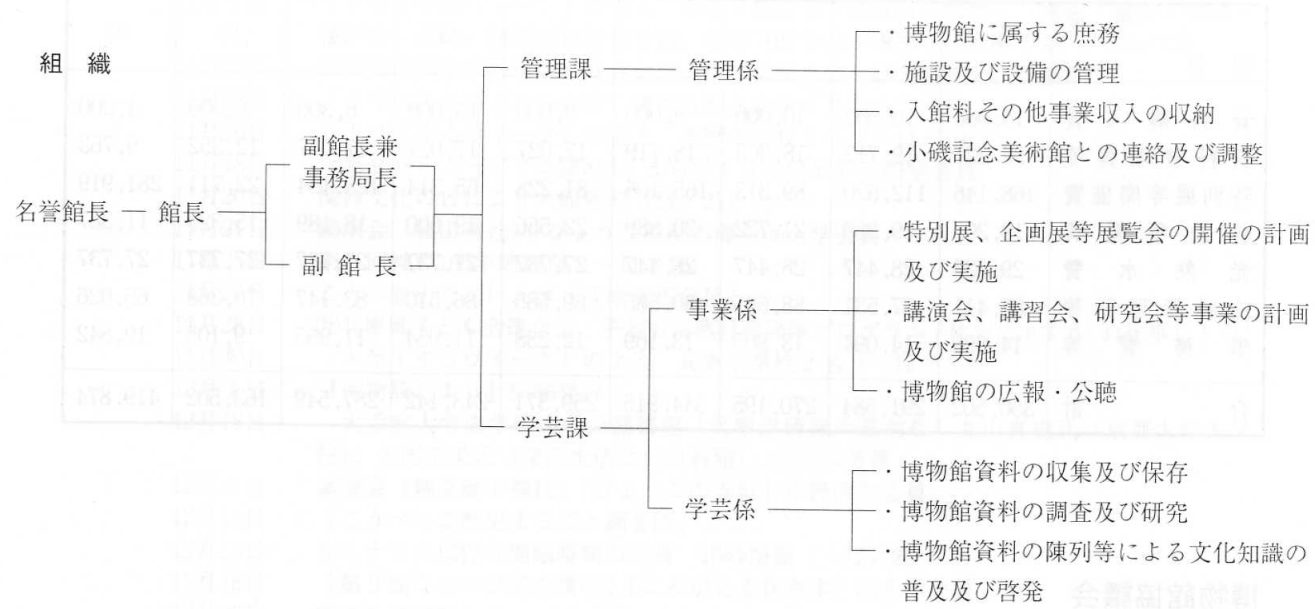 組織
名誉館長
館長
副館長兼
事務局長
副館長
管理課
管理係
・博物館に属する庶務
・施設及び設備の管理
・入館料その他事業収入の収納
・小磯記念美術館との連絡及び調整
学芸課
事業係
・特別展、企画展等展覧会の開催の計画
及び実施
・講演会、講習会、研究会等事業の計画
及び実施
・博物館の広報・公聴
学芸係
・博物館資料の収集及び保存
・博物館資料の調査及び研究
・博物館資料の陳列等による文化知識の
普及及び啓発